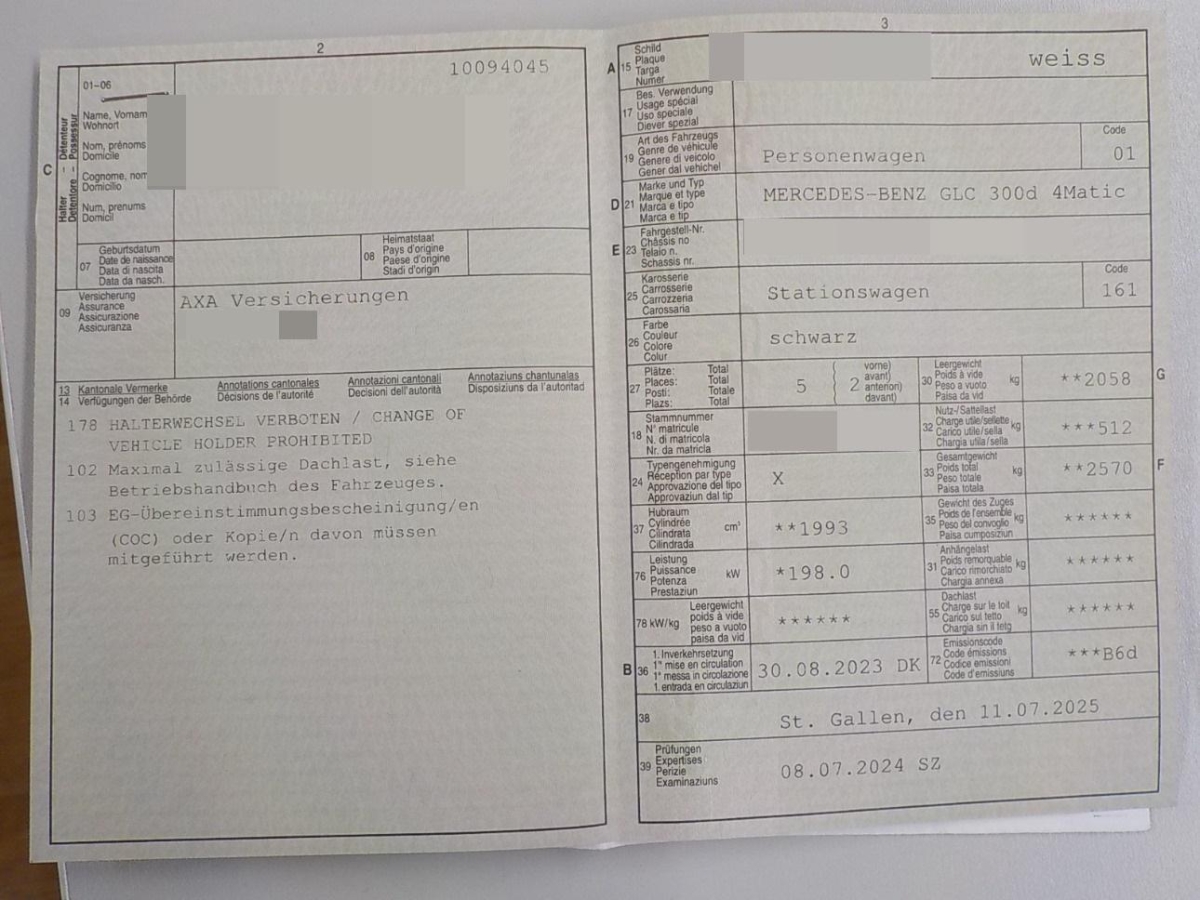 2
10094045
01-06
Name, Vornam
Wohnort
Nom, prénoms
Domicile
Cognome, nom
Domicilio
Num, prenums
Domicil
C
Halter – Détenteur
Detentore – Possessur
07
Geburtsdatum
Date de naissance
Data di nascita
Data da nasch.
08
Heimatstaat
Pays d'origine
Paese d'origine
Stadi d'origin
09
Versicherung
Assurance
Assicurazione
Assicuranza
AXA Versicherungen
13 Kantonale Vermerke
14 Verfügungen der Behörde
Annotations cantonales
Décisions de l'autorité
Annotazioni cantonali
Decisioni dell'autorità
Annotaziuns chantunalas
Disposiziuns da l'autoritad
178 HALTERWECHSEL VERBOTEN / CHANGE OF
VEHICLE HOLDER PROHIBITED
102 Maximal zulässige Dachlast, siehe
Betriebshandbuch des Fahrzeuges.
103 EG-Übereinstimmungsbescheinigung/en
(COC) oder Kopie/n davon müssen
mitgeführt werden.
3
A 15
Schild
Plaque
Targa
Numer
weiss
17
Bes. Verwendung
Usage spécial
Uso speciale
Diever spezial
19
Art des Fahrzeugs
Genre de véhicule
Genere di veicolo
Gener dal vehichel
Personenwagen
Code
01
D 21
Marke und Typ
Marque et type
Marca e tipo
Marca e tip
MERCEDES-BENZ GLC 300d 4Matic
E 23
Fahrgestell-Nr.
Châssis no
Telaio n.
Schassis nr.
25
Karosserie
Carrosserie
Carrozzeria
Carossaria
Stationswagen
Code
161
26
Farbe
Couleur
Colore
Colur
schwarz
27
Plätze: Total
Places: Total
Posti: Totale
Plazs: Total
5
2
vorne)
avant)
anterion)
davant)
30
Leergewicht
Poids à vide
Peso a vuoto
Paisa da vid
kg
**2058
G
18
Stammnummer
N° matricule
N. di matricola
Nr. da matricla
32
Nutz-/Sattellast
Charge utile/sellette
Carico utile/sella
Chargia utila/sella
kg
***512
24
Typengenehmigung
Réception par type
Approvazione del tipo
Approvaziun dal tip
X
33
Gesamtgewicht
Poids total
Peso totale
Paisa totala
kg
**2570
F
37
Hubraum
Cylindrée
Cilindrata
Cilindrada
cm³
**1993
35
Gewicht des Zuges
Poids de l'ensemble
Peso del convoglio
Paisa cumposiziun
kg
******
76
Leistung
Puissance
Potenza
Prestaziun
kW
*198.0
31
Anhängelast
Poids remorquable
Carico rimorchiato
Chargia annexa
kg
******
78 kW/kg
Leergewicht
poids à vide
peso a vuoto
paisa da vid
******
55
Dachlast
Charge sur le toit
Carico sul tetto
Chargia sin il tetg
kg
******
B 36
1. Inverkehrsetzung
1° mise en circulation
1° messa in circolazione
1. entrada en circulaziun
30.08.2023 DK
72
Emissionscode
Code émissions
Codice emissioni
Code d'emissiuns
***B6d
38
St. Gallen, den 11.07.2025
39
Prüfungen
Expertises
Perizie
Examinaziuns
08.07.2024 SZ